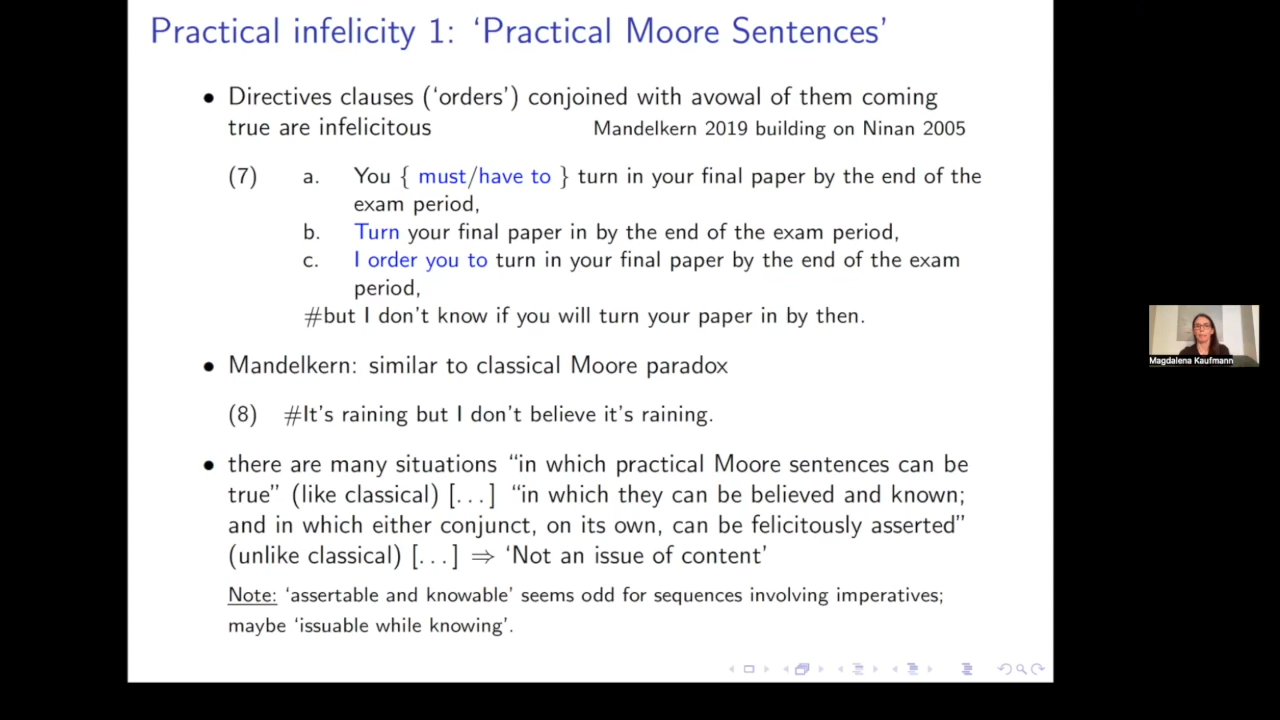 Practical infelicity 1: ‘Practical Moore Sentences’
• Directives clauses (‘orders’) conjoined with avowal of them coming
true are infelicitous Mandelkern 2019 building on Ninan 2005
(7) a. You { must/have to } turn in your final paper by the end of the
exam period,
b. Turn your final paper in by the end of the exam period,
c. I order you to turn in your final paper by the end of the exam
period,
#but I don’t know if you will turn your paper in by then.
• Mandelkern: similar to classical Moore paradox
(8) #It’s raining but I don’t believe it’s raining.
• there are many situations “in which practical Moore sentences can be
true” (like classical) [...] “in which they can be believed and known;
and in which either conjunct, on its own, can be felicitously asserted”
(unlike classical) [...] ⇒ ‘Not an issue of content’
Note: ‘assertable and knowable’ seems odd for sequences involving imperatives;
maybe ‘issuable while knowing’.
Magdalena Kaufmann